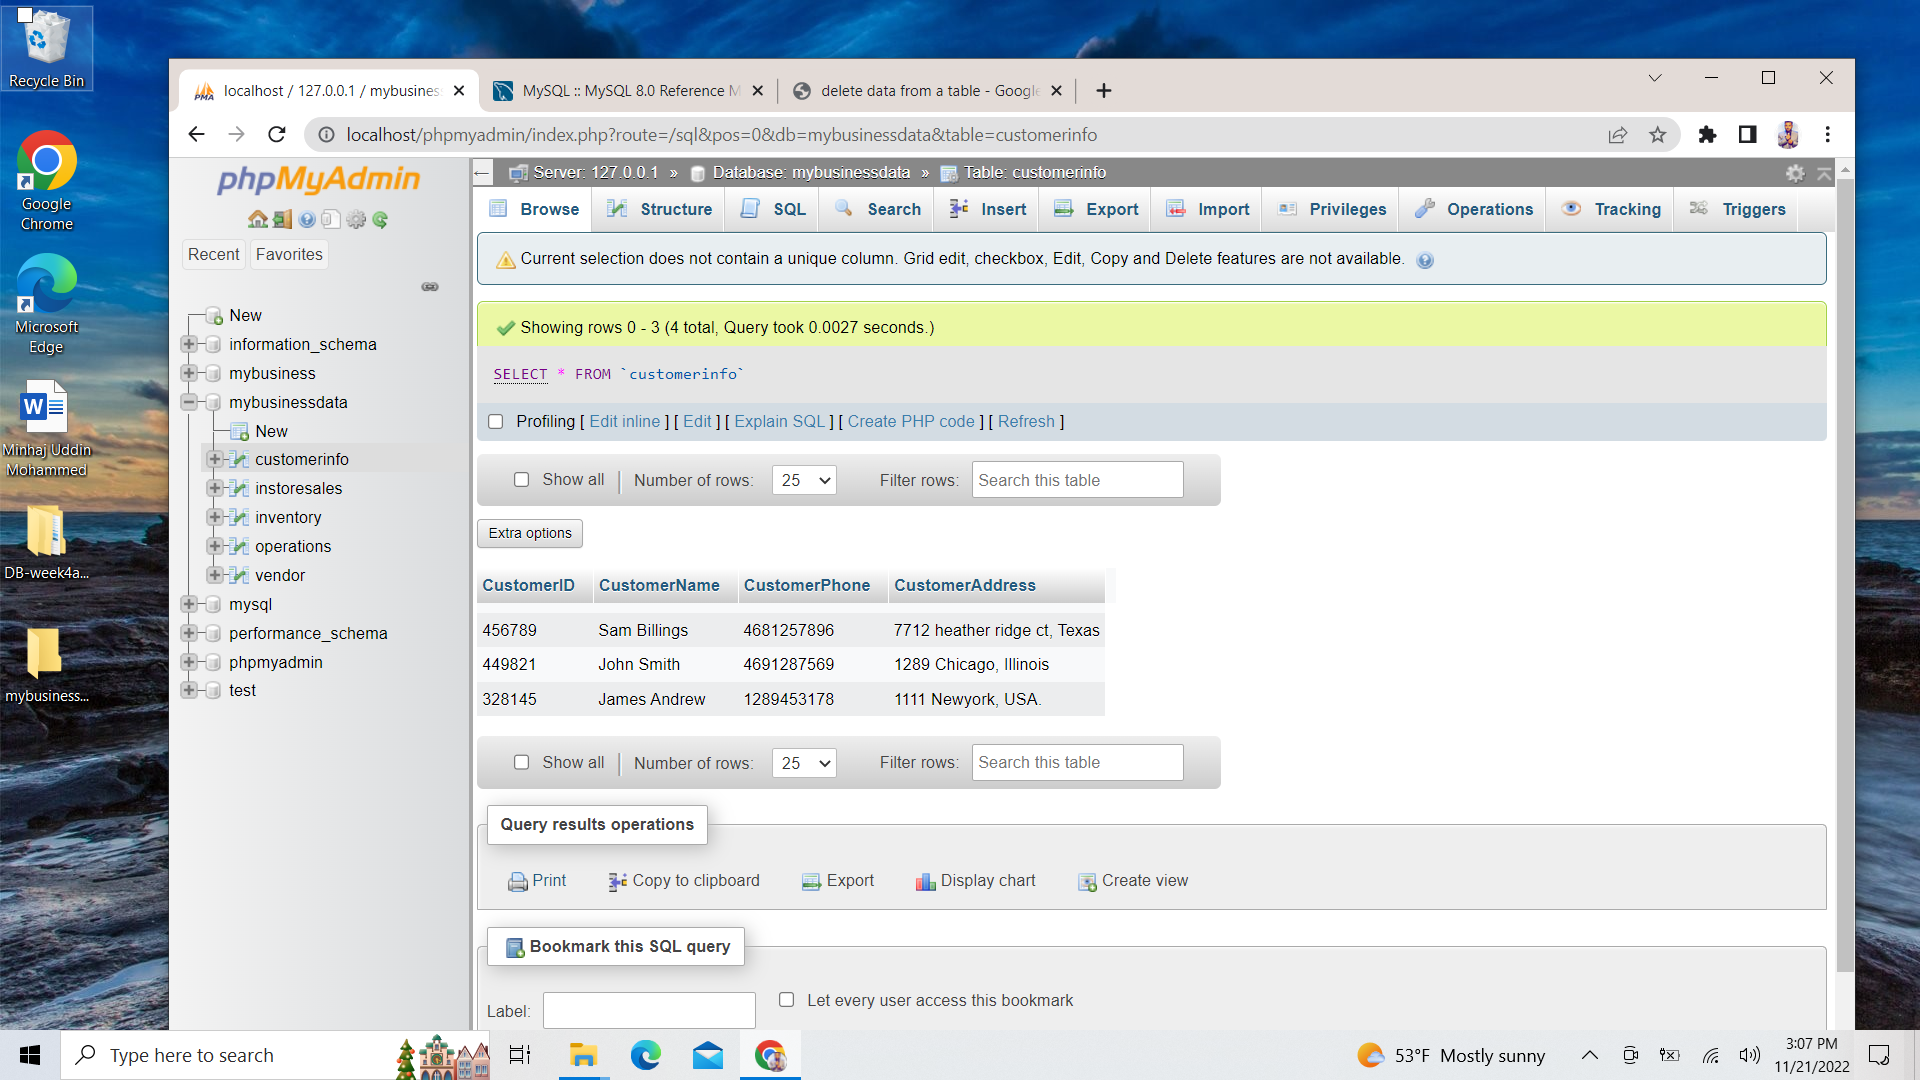 Recycle Bin
Google Chrome
Microsoft Edge
Minhaj Uddin Mohammed
DB-week4a...
mybusiness...
localhost / 127.0.0.1 / mybusines
MySQL :: MySQL 8.0 Reference M
delete data from a table - Google
localhost/phpmyadmin/index.php?route=/sql&pos=0&db=mybusinessdata&table=customerinfo
phpMyAdmin
Recent Favorites
New
information_schema
mybusiness
mybusinessdata
New
customerinfo
instoresales
inventory
operations
vendor
mysql
performance_schema
phpmyadmin
test
Server: 127.0.0.1 » Database: mybusinessdata » Table: customerinfo
Browse Structure SQL Search Insert Export Import Privileges Operations Tracking Triggers
Current selection does not contain a unique column. Grid edit, checkbox, Edit, Copy and Delete features are not available.
Showing rows 0 - 3 (4 total, Query took 0.0027 seconds.)
SELECT * FROM `customerinfo`
Profiling [ Edit inline ] [ Edit ] [ Explain SQL ] [ Create PHP code ] [ Refresh ]
Show all Number of rows: 25 Filter rows: Search this table
Extra options
CustomerID CustomerName CustomerPhone CustomerAddress
456789 Sam Billings 4681257896 7712 heather ridge ct, Texas
449821 John Smith 4691287569 1289 Chicago, Illinois
328145 James Andrew 1289453178 1111 Newyork, USA.
Show all Number of rows: 25 Filter rows: Search this table
Query results operations
Print Copy to clipboard Export Display chart Create view
Bookmark this SQL query
Label: Let every user access this bookmark
Type here to search
53°F Mostly sunny
3:07 PM
11/21/2022